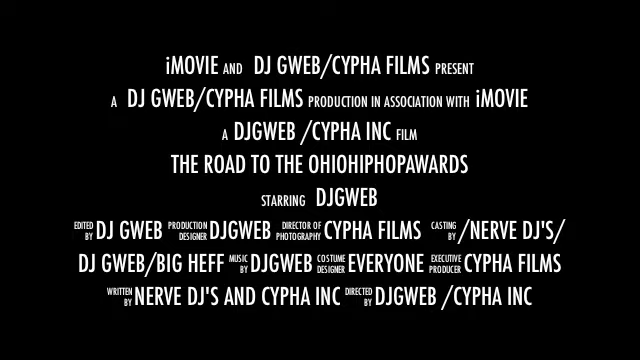 iMOVIE AND DJ GWEB/CYPHA FILMS PRESENT
A DJ GWEB/CYPHA FILMS PRODUCTION IN ASSOCIATION WITH iMOVIE
A DJGWEB /CYPHA INC FILM
THE ROAD TO THE OHIOHIPHOPAWARDS
STARRING DJGWEB
EDITED BY DJ GWEB PRODUCTION DESIGNER DJGWEB DIRECTOR OF PHOTOGRAPHY CYPHA FILMS CASTING BY /NERVE DJ'S/
DJ GWEB/BIG HEFF MUSIC BY DJGWEB COSTUME DESIGNER EVERYONE EXECUTIVE PRODUCER CYPHA FILMS
WRITTEN BY NERVE DJ'S AND CYPHA INC DIRECTED BY DJGWEB /CYPHA INC